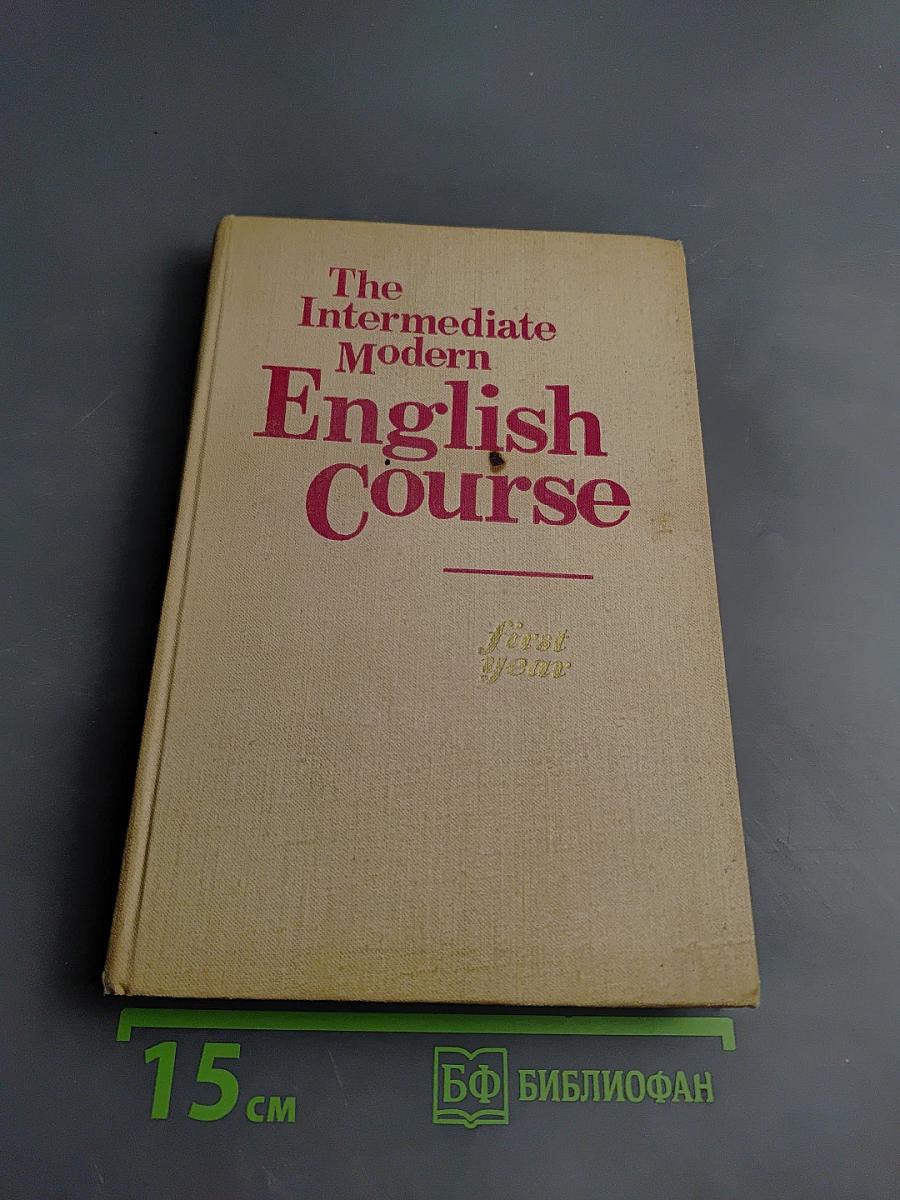 The
Intermediate
Modern
English
Course
first
year
15 см
БФ БИБЛИОФАН